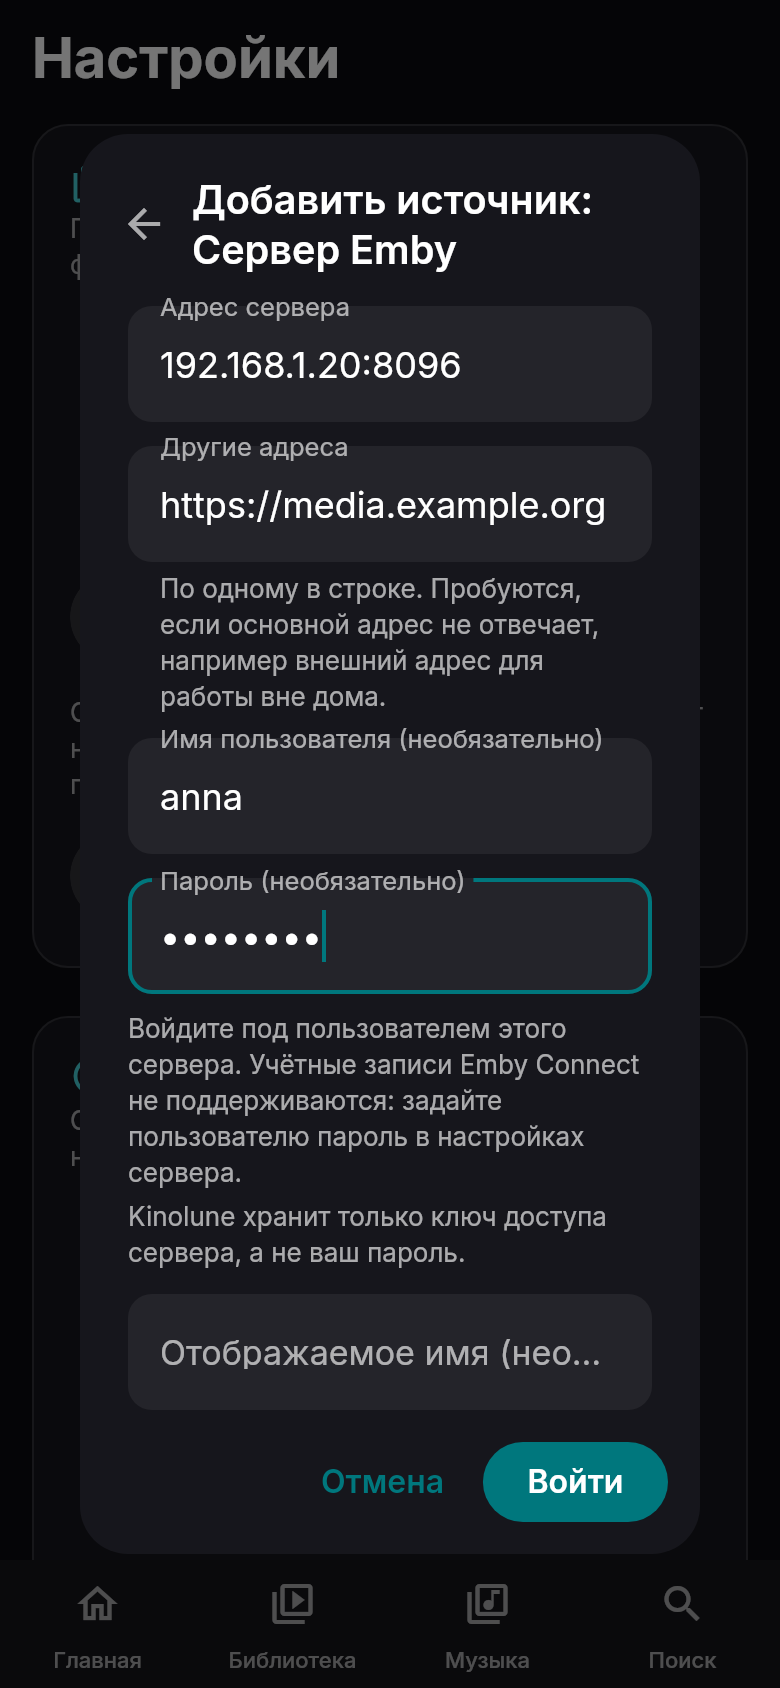 Настройки
Добавить источник:
Сервер Emby
Адрес сервера
192.168.1.20:8096
Другие адреса
https://media.example.org
По одному в строке. Пробуются,
если основной адрес не отвечает,
например внешний адрес для
работы вне дома.
Имя пользователя (необязательно)
anna
Пароль (необязательно)
••••••••
Войдите под пользователем этого
сервера. Учётные записи Emby Connect
не поддерживаются: задайте
пользователю пароль в настройках
сервера.
Kinolune хранит только ключ доступа
сервера, а не ваш пароль.
Отображаемое имя (нео...
Отмена
Войти
Главная
Библиотека
Музыка
Поиск